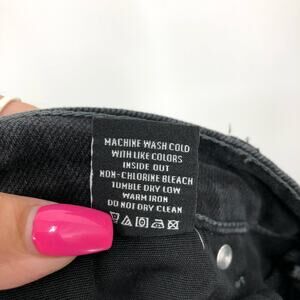 MACHINE WASH COLD
WITH LIKE COLORS
INSIDE OUT
NON-CHLORINE BLEACH
TUMBLE DRY LOW
WARM IRON
DO NOT DRY CLEAN